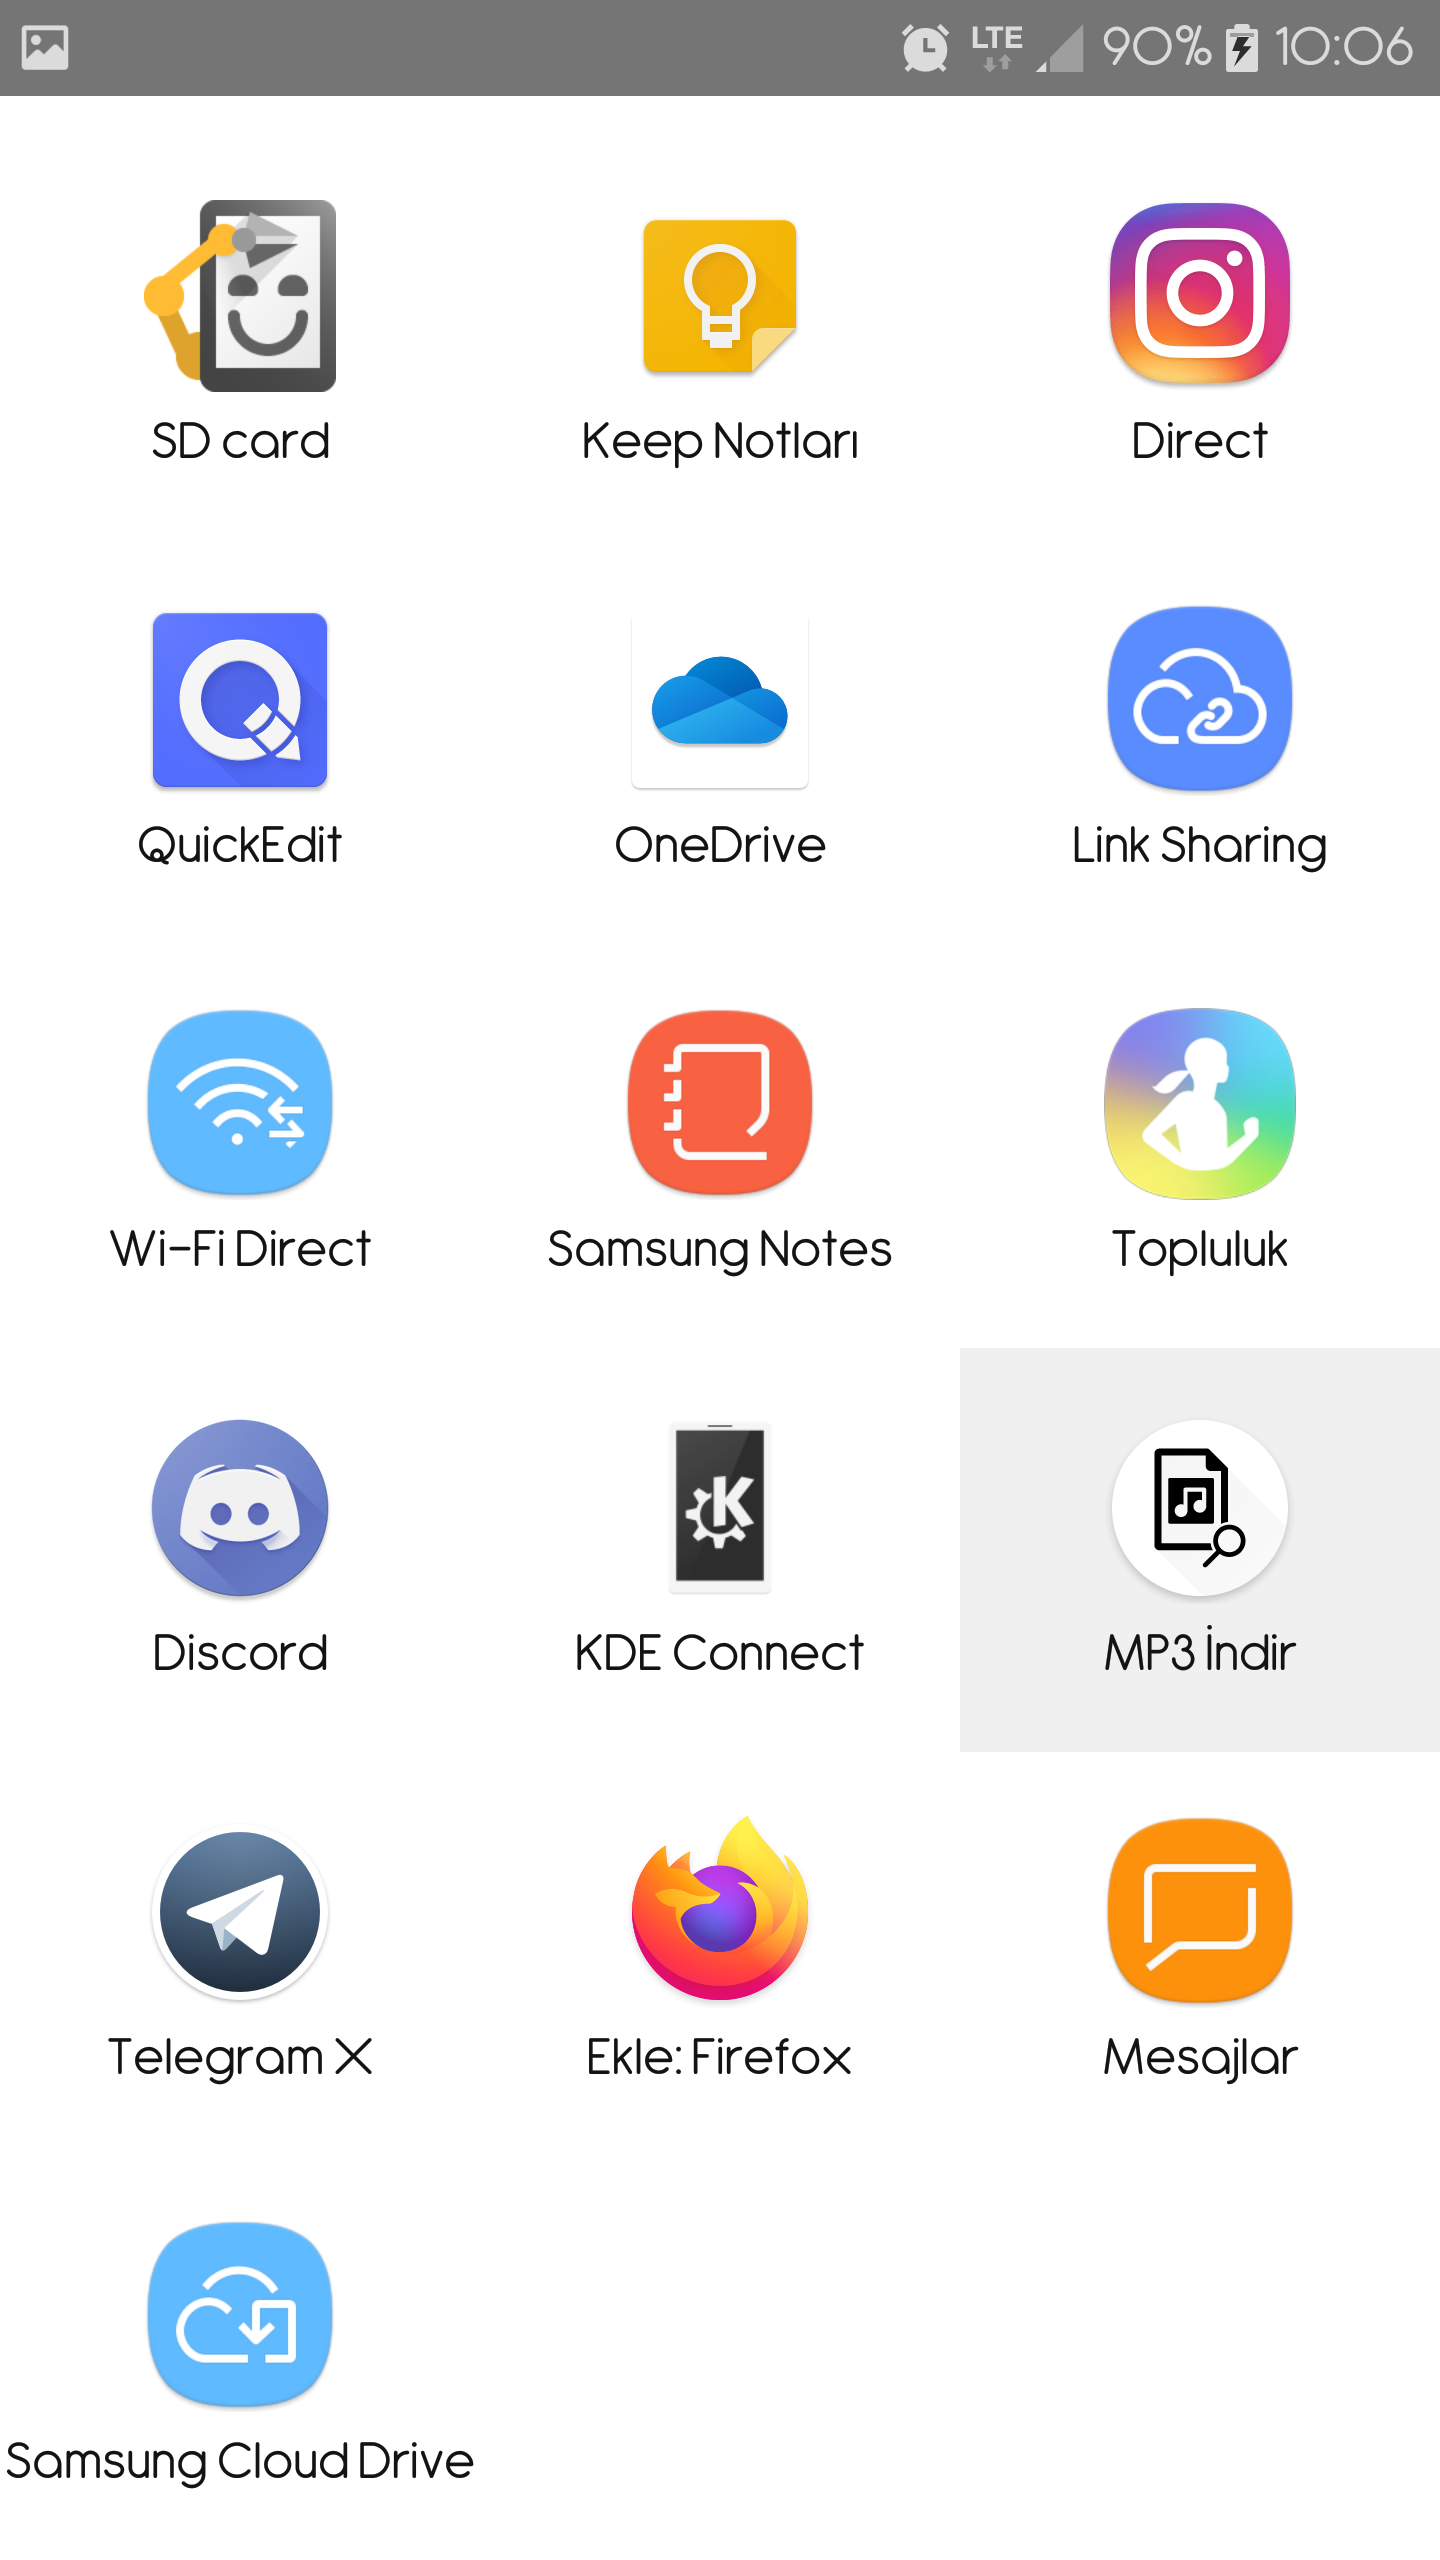 LTE 90% 10:06
SD card
Keep Notları
Direct
QuickEdit
OneDrive
Link Sharing
Wi-Fi Direct
Samsung Notes
Topluluk
Discord
KDE Connect
MP3 İndir
Telegram X
Ekle: Firefox
Mesajlar
Samsung Cloud Drive